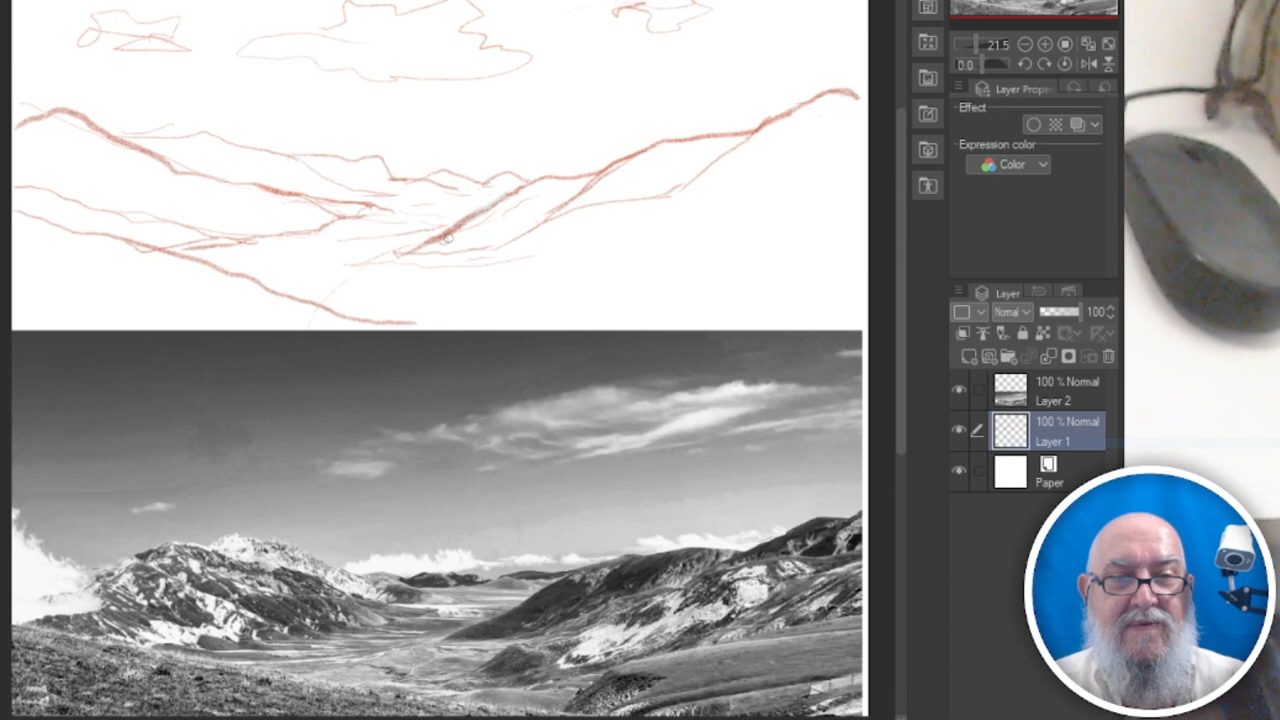 21.5
0.0
Layer Prope
Effect
Expression color
Color
Layer
Normal 100
100 % Normal
Layer 2
100 % Normal
Layer 1
Paper